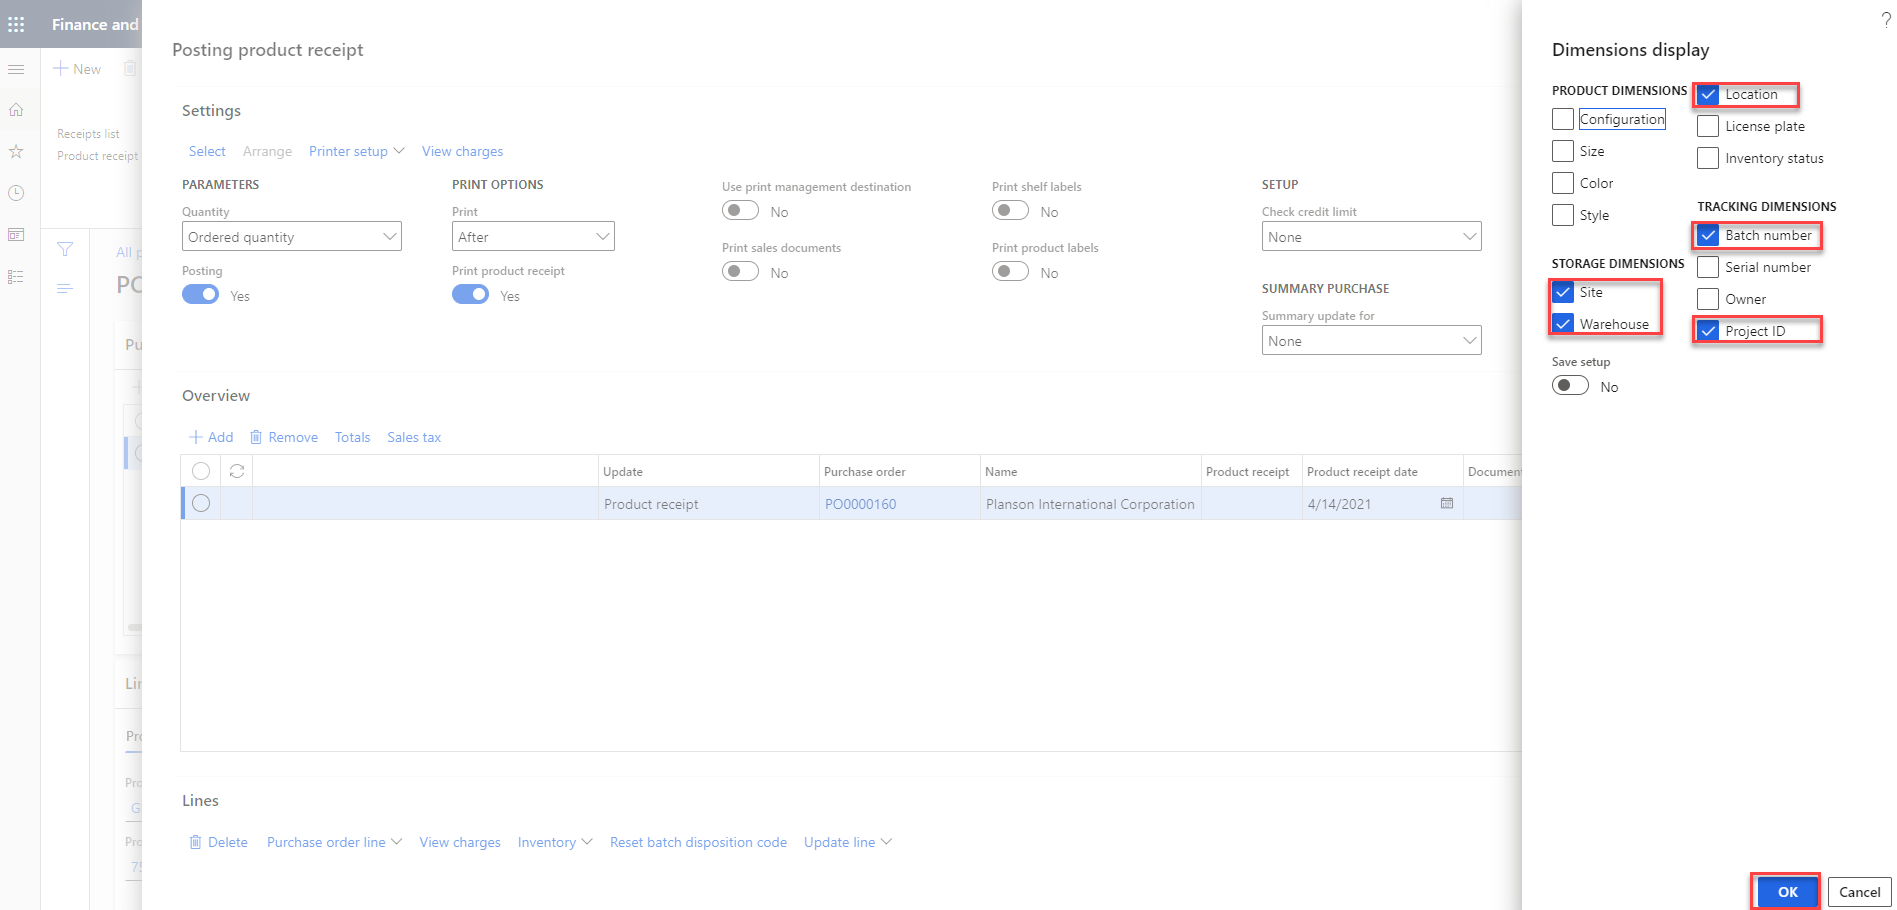 Finance and
New
Receipts list
Product receipt
All p
PO
Pu
Lin
Pro
Pro
G
Pro
75
Posting product receipt
Settings
Select Arrange Printer setup View charges
PARAMETERS
Quantity
Ordered quantity
Posting
Yes
PRINT OPTIONS
Print
After
Print product receipt
Yes
Use print management destination
No
Print sales documents
No
Print shelf labels
No
Print product labels
No
SETUP
Check credit limit
None
SUMMARY PURCHASE
Summary update for
None
Overview
Add Remove Totals Sales tax
Update Purchase order Name Product receipt Product receipt date Documen
Product receipt PO0000160 Planson International Corporation 4/14/2021
Lines
Delete Purchase order line View charges Inventory Reset batch disposition code Update line
?
Dimensions display
PRODUCT DIMENSIONS
Configuration
Size
Color
Style
STORAGE DIMENSIONS
Site
Warehouse
Location
License plate
Inventory status
TRACKING DIMENSIONS
Batch number
Serial number
Owner
Project ID
Save setup
No
OK Cancel